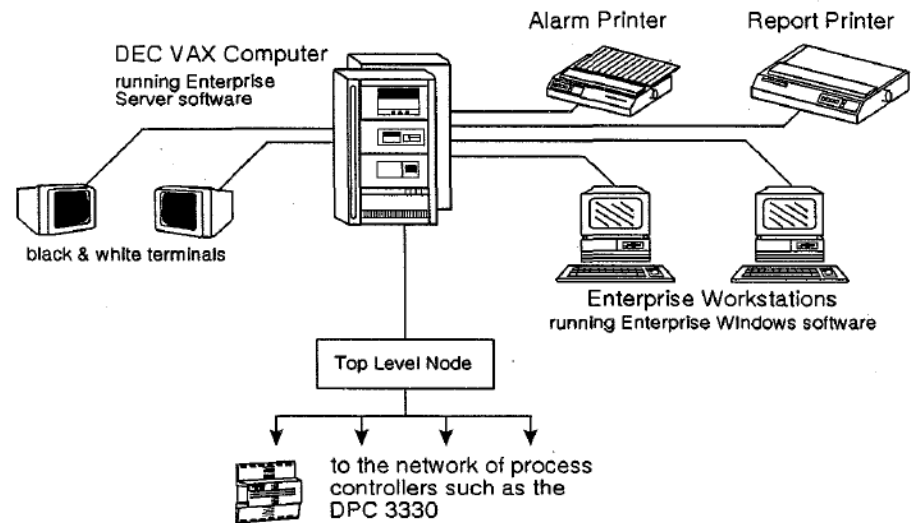 DEC VAX Computer
running Enterprise
Server software
Alarm Printer
Report Printer
black & white terminals
Enterprise Workstations
running Enterprise Windows software
Top Level Node
to the network of process
controllers such as the
DPC 3330